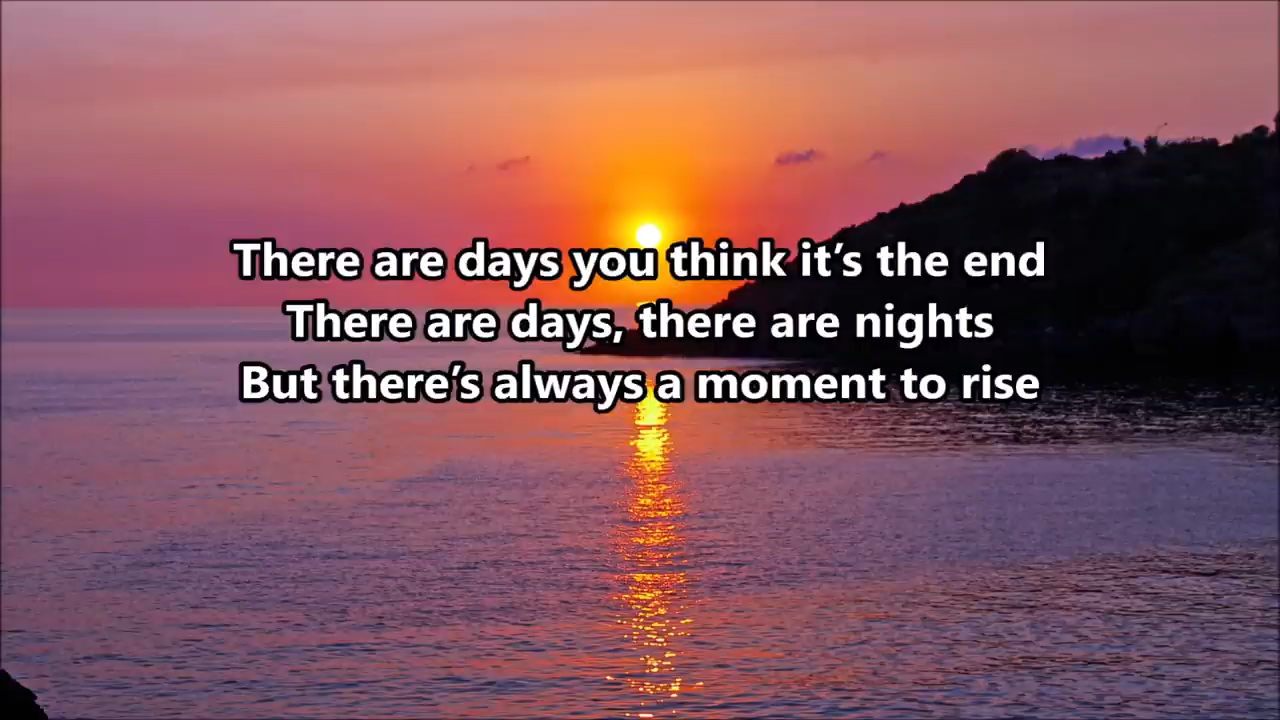 There are days you think it’s the end
There are days, there are nights
But there’s always a moment to rise